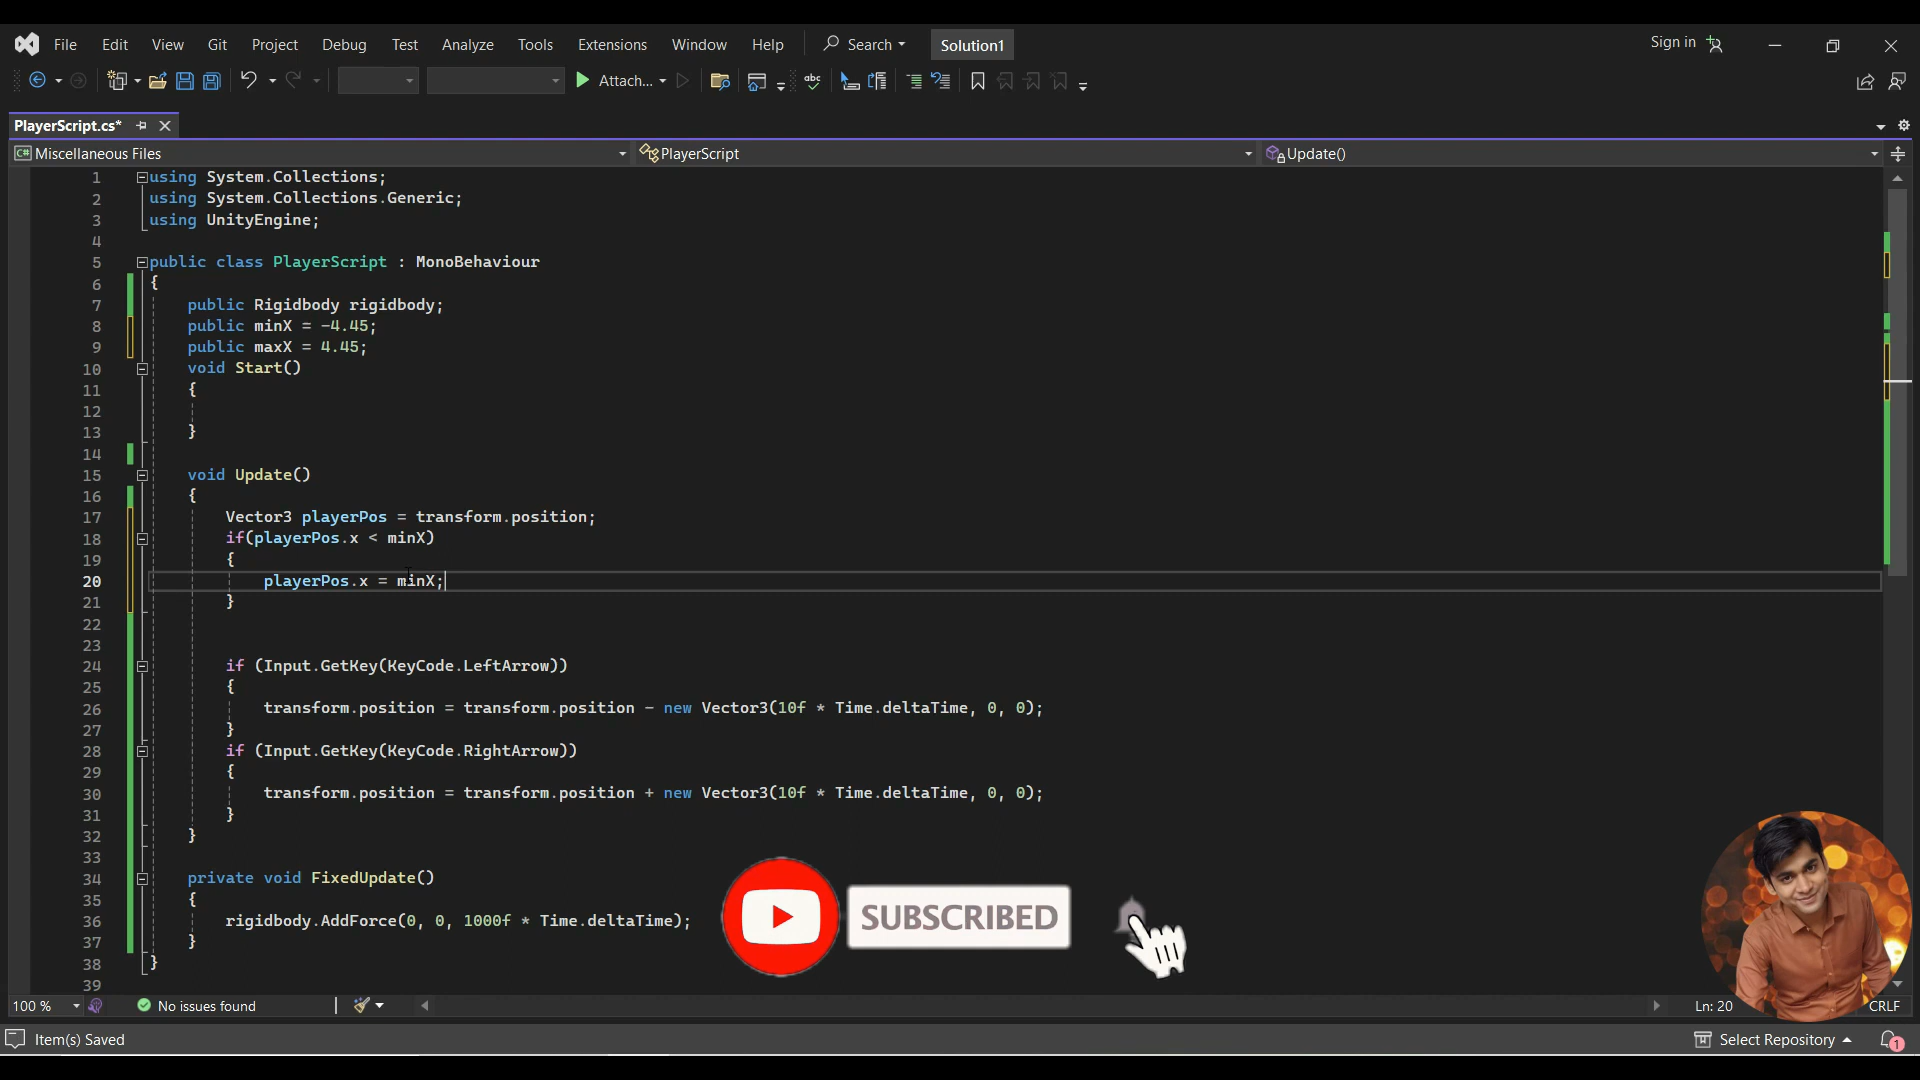 File Edit View Git Project Debug Test Analyze Tools Extensions Window Help Search Solution1 Sign in
Attach... abc
PlayerScript.cs*
C# Miscellaneous Files PlayerScript Update()
1 using System.Collections;
2 using System.Collections.Generic;
3 using UnityEngine;
4
5 public class PlayerScript : MonoBehaviour
6 {
7 public Rigidbody rigidbody;
8 public minX = -4.45;
9 public maxX = 4.45;
10 void Start()
11 {
12
13 }
14
15 void Update()
16 {
17 Vector3 playerPos = transform.position;
18 if(playerPos.x < minX)
19 {
20 playerPos.x = minX;
21 }
22
23
24 if (Input.GetKey(KeyCode.LeftArrow))
25 {
26 transform.position = transform.position - new Vector3(10f * Time.deltaTime, 0, 0);
27 }
28 if (Input.GetKey(KeyCode.RightArrow))
29 {
30 transform.position = transform.position + new Vector3(10f * Time.deltaTime, 0, 0);
31 }
32 }
33
34 private void FixedUpdate()
35 {
36 rigidbody.AddForce(0, 0, 1000f * Time.deltaTime);
37 }
38 }
39
SUBSCRIBED
100 % No issues found Ln: 20 CRLF
Item(s) Saved Select Repository 1